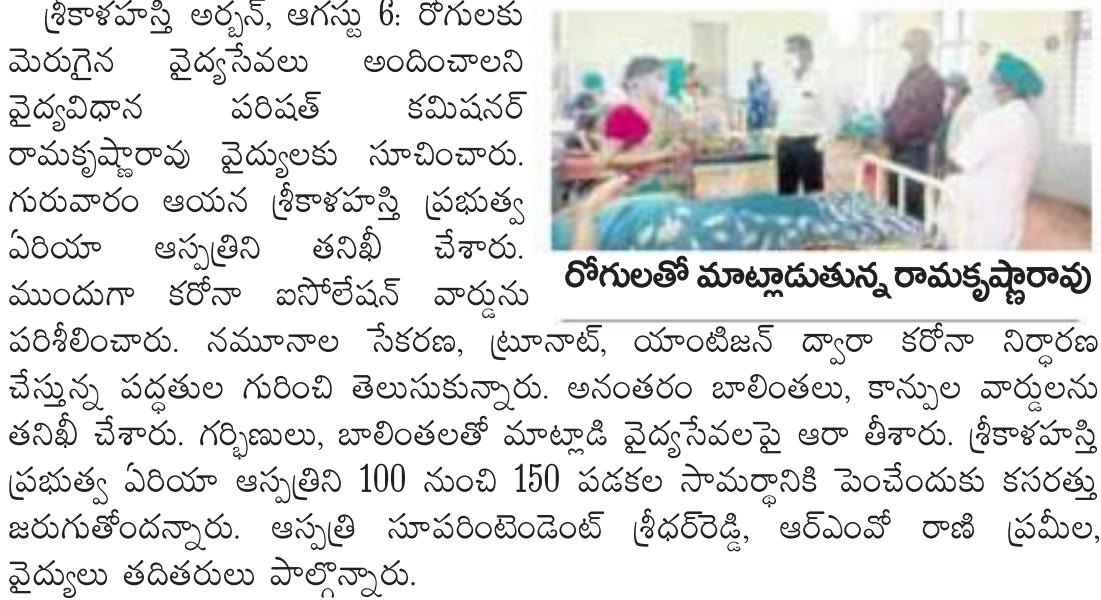 శ్రీకాళహస్తి అర్బన్, ఆగస్టు 6: రోగులకు
మెరుగైన వైద్యసేవలు అందించాలని
వైద్యవిధాన పరిషత్ కమిషనర్
రామకృష్ణారావు వైద్యులకు సూచించారు.
గురువారం ఆయన శ్రీకాళహస్తి ప్రభుత్వ
ఏరియా ఆస్పత్రిని తనిఖీ చేశారు.
ముందుగా కరోనా ఐసోలేషన్ వార్డును
రోగులతో మాట్లాడుతున్న రామకృష్ణారావు
పరిశీలించారు. నమూనాల సేకరణ, ట్రూనాట్, యాంటిజన్ ద్వారా కరోనా నిర్ధారణ
చేస్తున్న పద్ధతుల గురించి తెలుసుకున్నారు. అనంతరం బాలింతలు, కాన్పుల వార్డులను
తనిఖీ చేశారు. గర్భిణులు, బాలింతలతో మాట్లాడి వైద్యసేవలపై ఆరా తీశారు. శ్రీకాళహస్తి
ప్రభుత్వ ఏరియా ఆస్పత్రిని 100 నుంచి 150 పడకల సామర్థానికి పెంచేందుకు కసరత్తు
జరుగుతోందన్నారు. ఆస్పత్రి సూపరింటెండెంట్ శ్రీధర్‌రెడ్డి, ఆర్ఎంవో రాణి ప్రమీల,
వైద్యులు తదితరులు పాల్గొన్నారు.